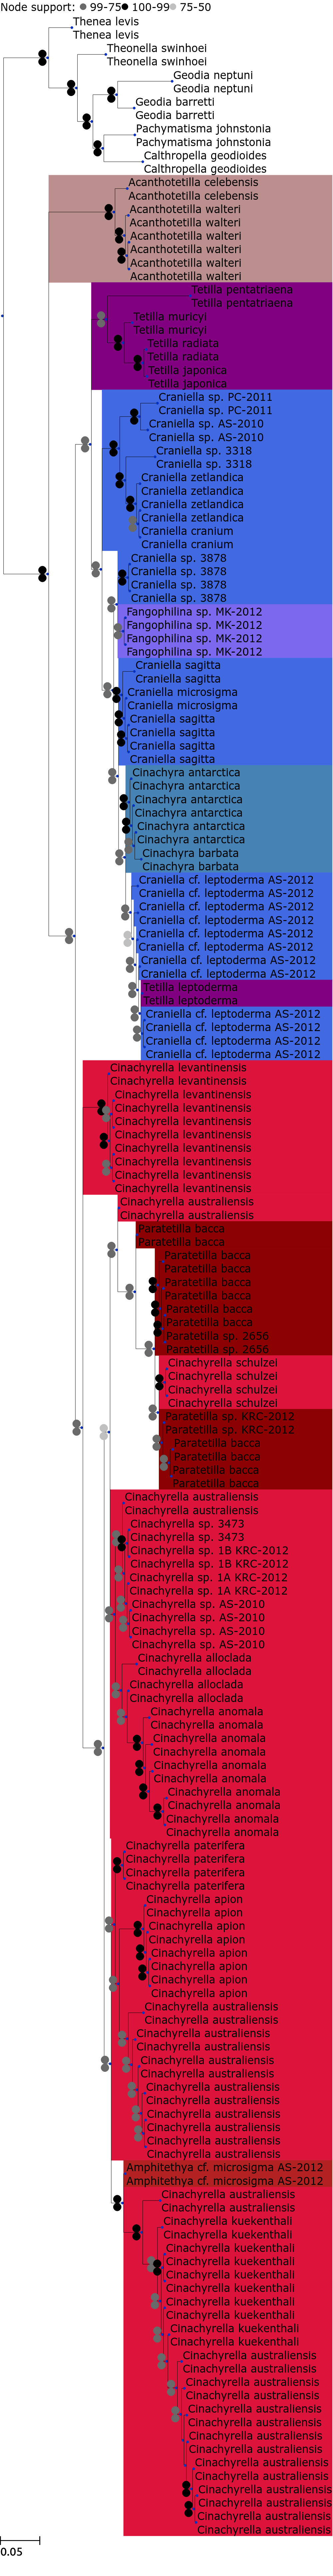 Node support: 99-75 100-99 75-50
Thenea levis
Thenea levis
Theonella swinhoei
Theonella swinhoei
Geodia neptuni
Geodia neptuni
Geodia barretti
Geodia barretti
Pachymatisma johnstonia
Pachymatisma johnstonia
Calthropella geodioides
Calthropella geodioides
Acanthotetilla celebensis
Acanthotetilla celebensis
Acanthotetilla walteri
Acanthotetilla walteri
Acanthotetilla walteri
Acanthotetilla walteri
Acanthotetilla walteri
Acanthotetilla walteri
Tetilla pentatriaena
Tetilla pentatriaena
Tetilla muricyi
Tetilla muricyi
Tetilla radiata
Tetilla radiata
Tetilla japonica
Tetilla japonica
Craniella sp. PC-2011
Craniella sp. PC-2011
Craniella sp. AS-2010
Craniella sp. AS-2010
Craniella sp. 3318
Craniella sp. 3318
Craniella zetlandica
Craniella zetlandica
Craniella zetlandica
Craniella zetlandica
Craniella cranium
Craniella cranium
Craniella sp. 3878
Craniella sp. 3878
Craniella sp. 3878
Craniella sp. 3878
Fangophilina sp. MK-2012
Fangophilina sp. MK-2012
Fangophilina sp. MK-2012
Fangophilina sp. MK-2012
Craniella sagitta
Craniella sagitta
Craniella microsigma
Craniella microsigma
Craniella sagitta
Craniella sagitta
Craniella sagitta
Craniella sagitta
Cinachyra antarctica
Cinachyra antarctica
Cinachyra antarctica
Cinachyra antarctica
Cinachyra antarctica
Cinachyra antarctica
Cinachyra barbata
Cinachyra barbata
Craniella cf. leptoderma AS-2012
Craniella cf. leptoderma AS-2012
Craniella cf. leptoderma AS-2012
Craniella cf. leptoderma AS-2012
Craniella cf. leptoderma AS-2012
Craniella cf. leptoderma AS-2012
Craniella cf. leptoderma AS-2012
Craniella cf. leptoderma AS-2012
Tetilla leptoderma
Tetilla leptoderma
Craniella cf. leptoderma AS-2012
Craniella cf. leptoderma AS-2012
Craniella cf. leptoderma AS-2012
Craniella cf. leptoderma AS-2012
Cinachyrella levantinensis
Cinachyrella levantinensis
Cinachyrella levantinensis
Cinachyrella levantinensis
Cinachyrella levantinensis
Cinachyrella levantinensis
Cinachyrella levantinensis
Cinachyrella levantinensis
Cinachyrella levantinensis
Cinachyrella levantinensis
Cinachyrella australiensis
Cinachyrella australiensis
Paratetilla bacca
Paratetilla bacca
Paratetilla bacca
Paratetilla bacca
Paratetilla bacca
Paratetilla bacca
Paratetilla bacca
Paratetilla bacca
Paratetilla sp. 2656
Paratetilla sp. 2656
Cinachyrella schulzei
Cinachyrella schulzei
Cinachyrella schulzei
Cinachyrella schulzei
Paratetilla sp. KRC-2012
Paratetilla sp. KRC-2012
Paratetilla bacca
Paratetilla bacca
Paratetilla bacca
Paratetilla bacca
Cinachyrella australiensis
Cinachyrella australiensis
Cinachyrella sp. 3473
Cinachyrella sp. 3473
Cinachyrella sp. 1B KRC-2012
Cinachyrella sp. 1B KRC-2012
Cinachyrella sp. 1A KRC-2012
Cinachyrella sp. 1A KRC-2012
Cinachyrella sp. AS-2010
Cinachyrella sp. AS-2010
Cinachyrella sp. AS-2010
Cinachyrella sp. AS-2010
Cinachyrella alloclada
Cinachyrella alloclada
Cinachyrella alloclada
Cinachyrella alloclada
Cinachyrella anomala
Cinachyrella anomala
Cinachyrella anomala
Cinachyrella anomala
Cinachyrella anomala
Cinachyrella anomala
Cinachyrella anomala
Cinachyrella anomala
Cinachyrella anomala
Cinachyrella anomala
Cinachyrella paterifera
Cinachyrella paterifera
Cinachyrella paterifera
Cinachyrella paterifera
Cinachyrella apion
Cinachyrella apion
Cinachyrella apion
Cinachyrella apion
Cinachyrella apion
Cinachyrella apion
Cinachyrella apion
Cinachyrella apion
Cinachyrella australiensis
Cinachyrella australiensis
Cinachyrella australiensis
Cinachyrella australiensis
Cinachyrella australiensis
Cinachyrella australiensis
Cinachyrella australiensis
Cinachyrella australiensis
Cinachyrella australiensis
Cinachyrella australiensis
Cinachyrella australiensis
Cinachyrella australiensis
Amphitethya cf. microsigma AS-2012
Amphitethya cf. microsigma AS-2012
Cinachyrella australiensis
Cinachyrella australiensis
Cinachyrella kuekenthali
Cinachyrella kuekenthali
Cinachyrella kuekenthali
Cinachyrella kuekenthali
Cinachyrella kuekenthali
Cinachyrella kuekenthali
Cinachyrella kuekenthali
Cinachyrella kuekenthali
Cinachyrella kuekenthali
Cinachyrella kuekenthali
Cinachyrella australiensis
Cinachyrella australiensis
Cinachyrella australiensis
Cinachyrella australiensis
Cinachyrella australiensis
Cinachyrella australiensis
Cinachyrella australiensis
Cinachyrella australiensis
Cinachyrella australiensis
Cinachyrella australiensis
Cinachyrella australiensis
Cinachyrella australiensis
Cinachyrella australiensis
Cinachyrella australiensis
0.05